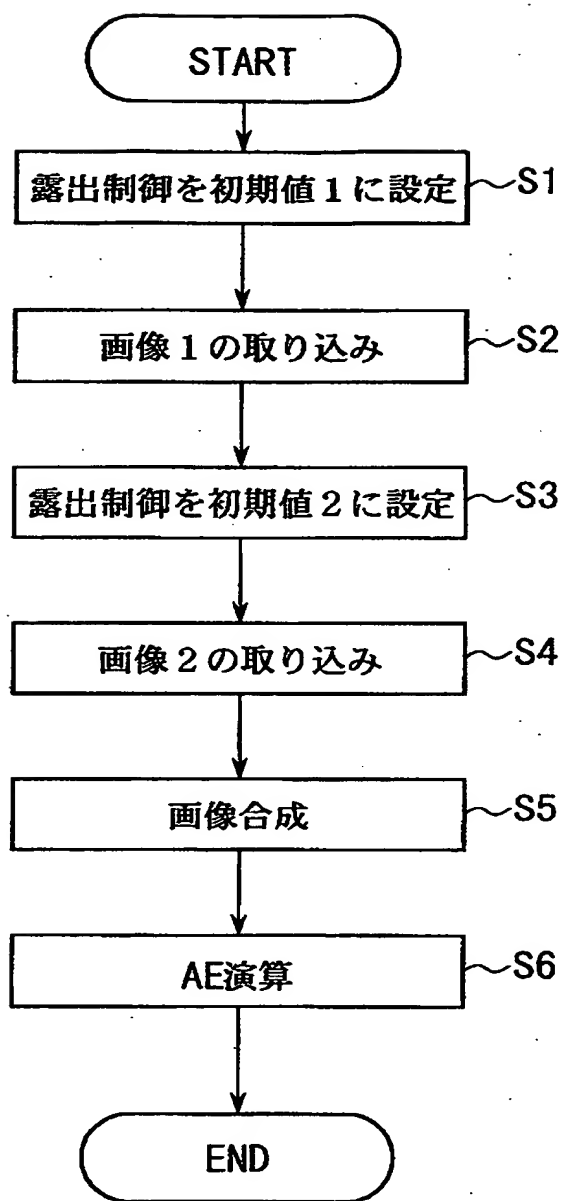 START
露出制御を初期値1に設定
S1
画像1の取り込み
S2
露出制御を初期値2に設定
S3
画像2の取り込み
S4
画像合成
S5
AE演算
S6
END